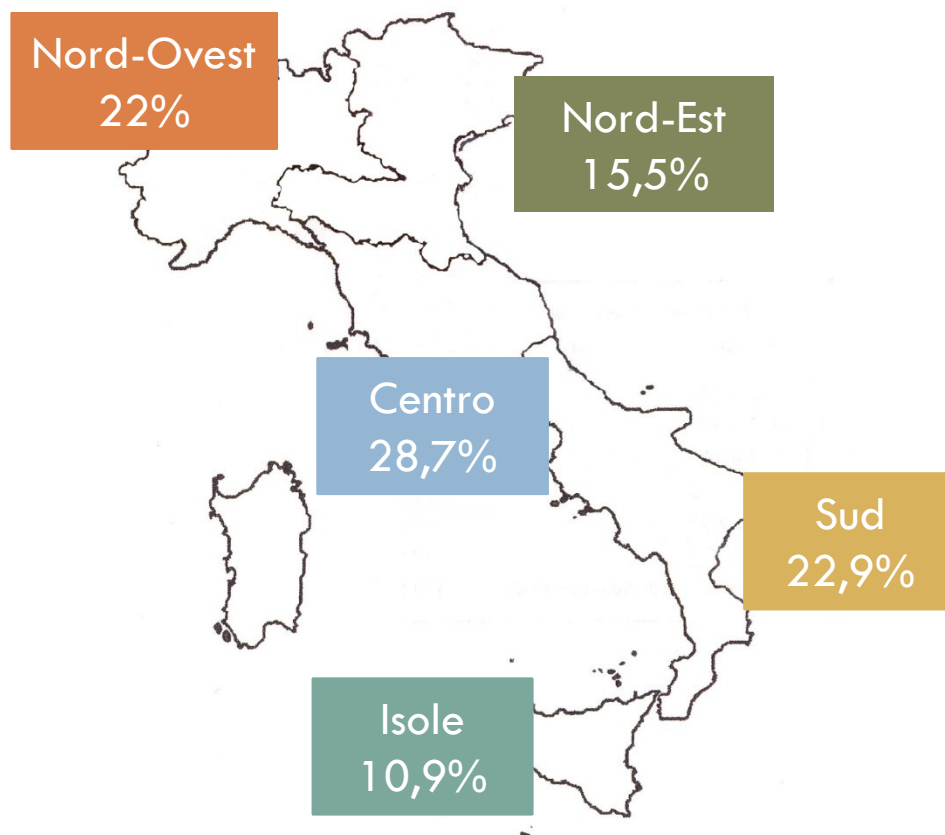 Nord-Ovest
22%
Nord-Est
15,5%
Centro
28,7%
Sud
22,9%
Isole
10,9%